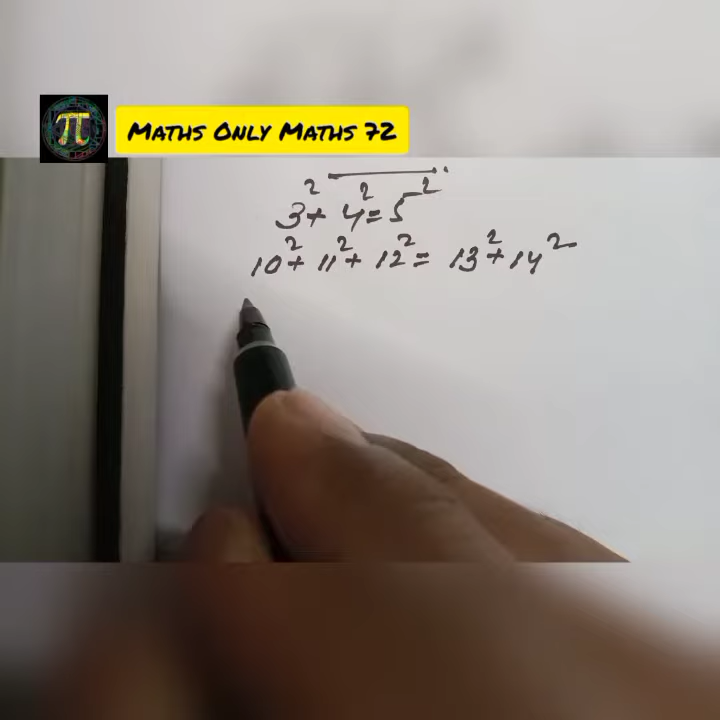 π
MATHS ONLY MATHS 72
3² + 4² = 5²
10² + 11² + 12² = 13² + 14²